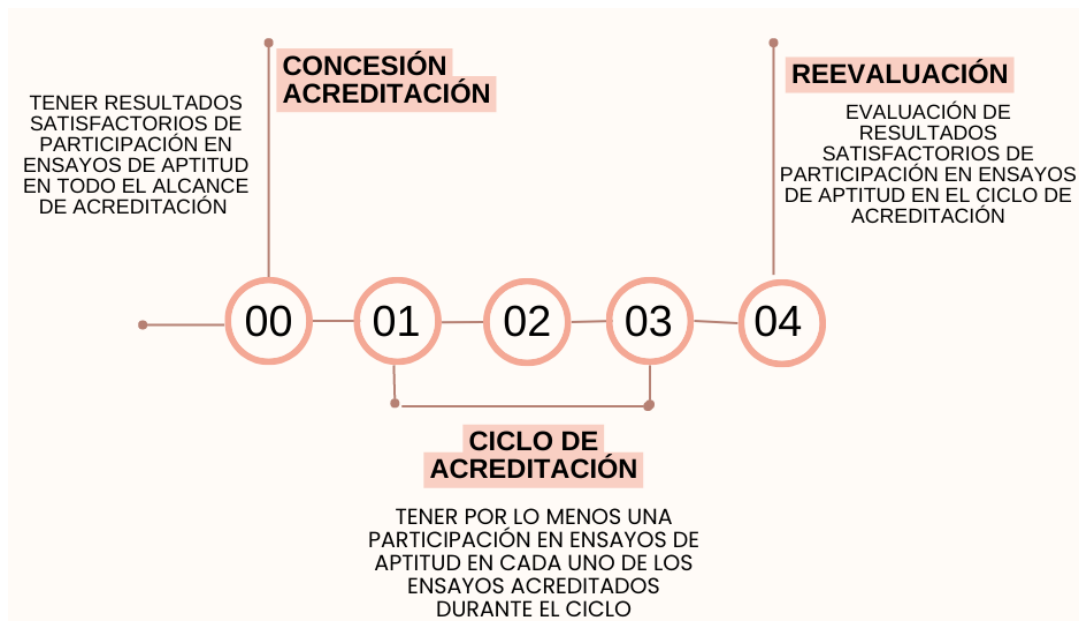 CONCESIÓN
ACREDITACIÓN
TENER RESULTADOS
SATISFACTORIOS DE
PARTICIPACIÓN EN
ENSAYOS DE APTITUD
EN TODO EL ALCANCE
DE ACREDITACIÓN
REEVALUACIÓN
EVALUACIÓN DE
RESULTADOS
SATISFACTORIOS DE
PARTICIPACIÓN EN ENSAYOS
DE APTITUD EN EL CICLO DE
ACREDITACIÓN
00 01 02 03 04
CICLO DE
ACREDITACIÓN
TENER POR LO MENOS UNA
PARTICIPACIÓN EN ENSAYOS DE
APTITUD EN CADA UNO DE LOS
ENSAYOS ACREDITADOS
DURANTE EL CICLO